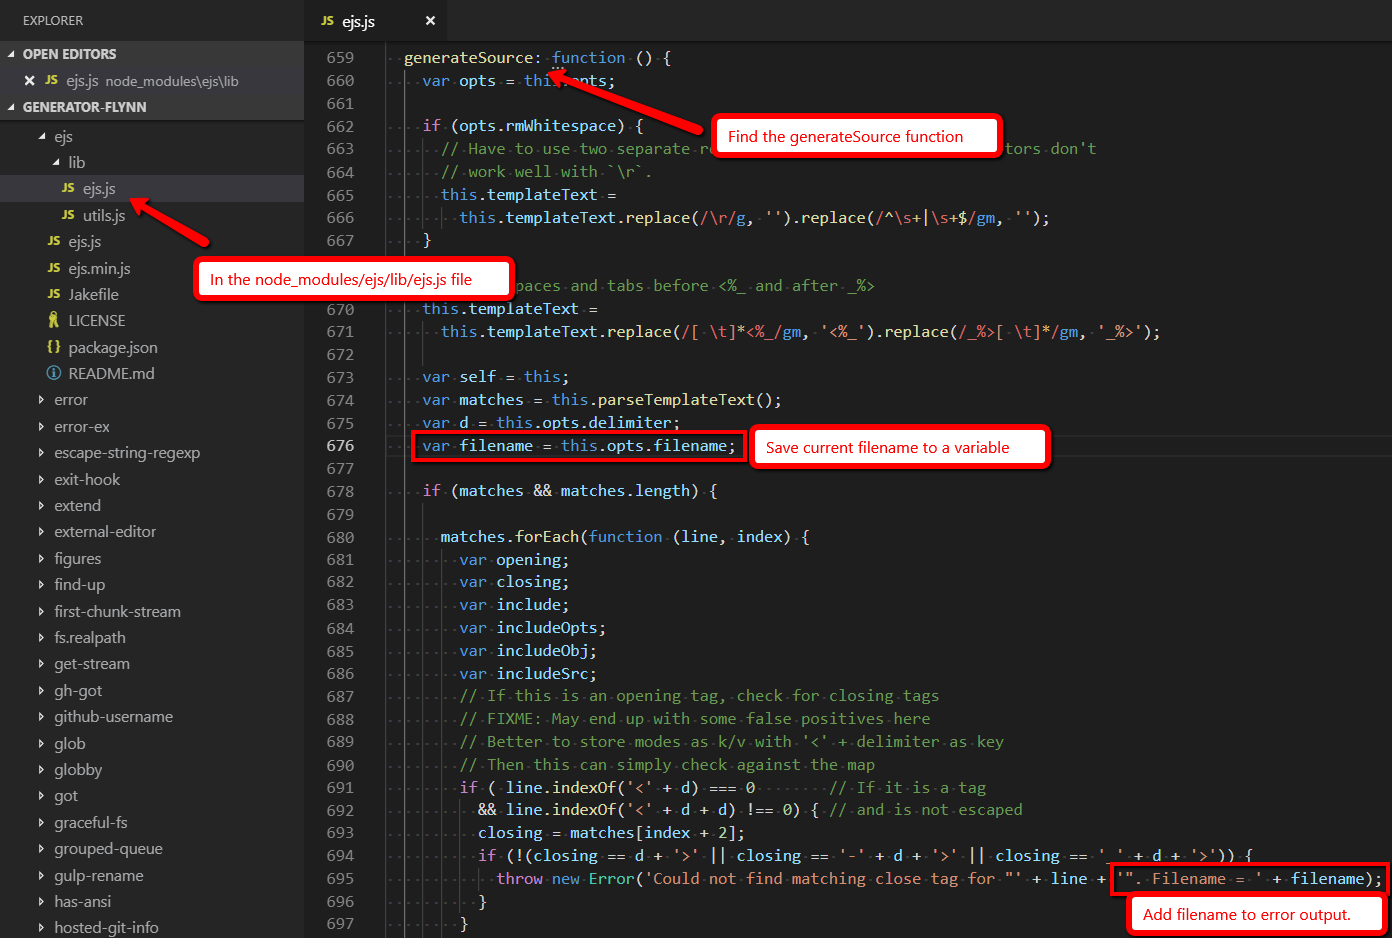 EXPLORER
OPEN EDITORS
JS ejs.js node_modules\ejs\lib
GENERATOR-FLYNN
ejs
lib
JS ejs.js
JS utils.js
JS ejs.js
JS ejs.min.js
JS Jakefile
LICENSE
{} package.json
README.md
error
error-ex
escape-string-regexp
exit-hook
extend
external-editor
figures
find-up
first-chunk-stream
fs.realpath
get-stream
gh-got
github-username
glob
globby
got
graceful-fs
grouped-queue
gulp-rename
has-ansi
hosted-git-info
JS ejs.js
659 generateSource: function () {
660 var opts = this.opts;
661
662 if (opts.rmWhitespace) {
Find the generateSource function
663 // Have to use two separate re tors don't
664 // work well with `\r`.
665 this.templateText =
666 this.templateText.replace(/\r/g, '').replace(/^\s+|\s+$/gm, '');
667 }
In the node_modules/ejs/lib/ejs.js file
paces and tabs before <%_ and after _%>
670 this.templateText =
671 this.templateText.replace(/[ \t]*<%_/gm, '<%_').replace(/_%>[ \t]*/gm, '_%>');
672
673 var self = this;
674 var matches = this.parseTemplateText();
675 var d = this.opts.delimiter;
676 var filename = this.opts.filename;
Save current filename to a variable
677
678 if (matches && matches.length) {
679
680 matches.forEach(function (line, index) {
681 var opening;
682 var closing;
683 var include;
684 var includeOpts;
685 var includeObj;
686 var includeSrc;
687 // If this is an opening tag, check for closing tags
688 // FIXME: May end up with some false positives here
689 // Better to store modes as k/v with '<' + delimiter as key
690 // Then this can simply check against the map
691 if ( line.indexOf('<' + d) === 0 // If it is a tag
692 && line.indexOf('<' + d + d) !== 0) { // and is not escaped
693 closing = matches[index + 2];
694 if (!(closing == d + '>' || closing == '-' + d + '>' || closing == '_' + d + '>')) {
695 throw new Error('Could not find matching close tag for "' + line + '". Filename = ' + filename);
696 }
Add filename to error output.
697 }